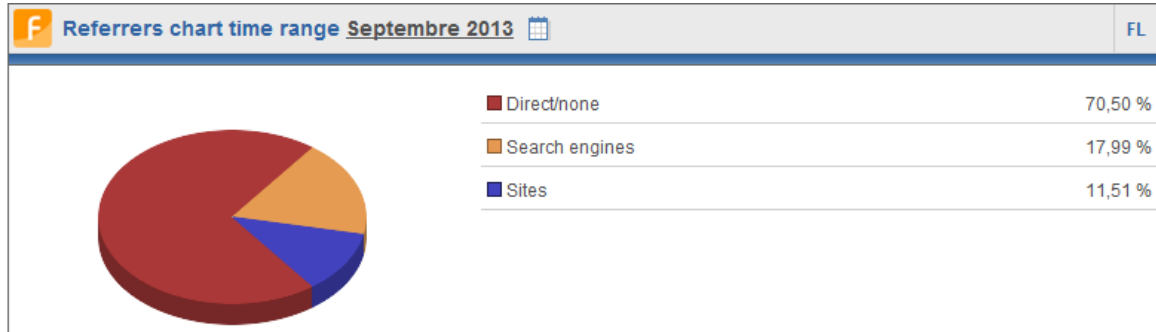 F Referrers chart time range Septembre 2013 FL
Direct/none 70,50 %
Search engines 17,99 %
Sites 11,51 %